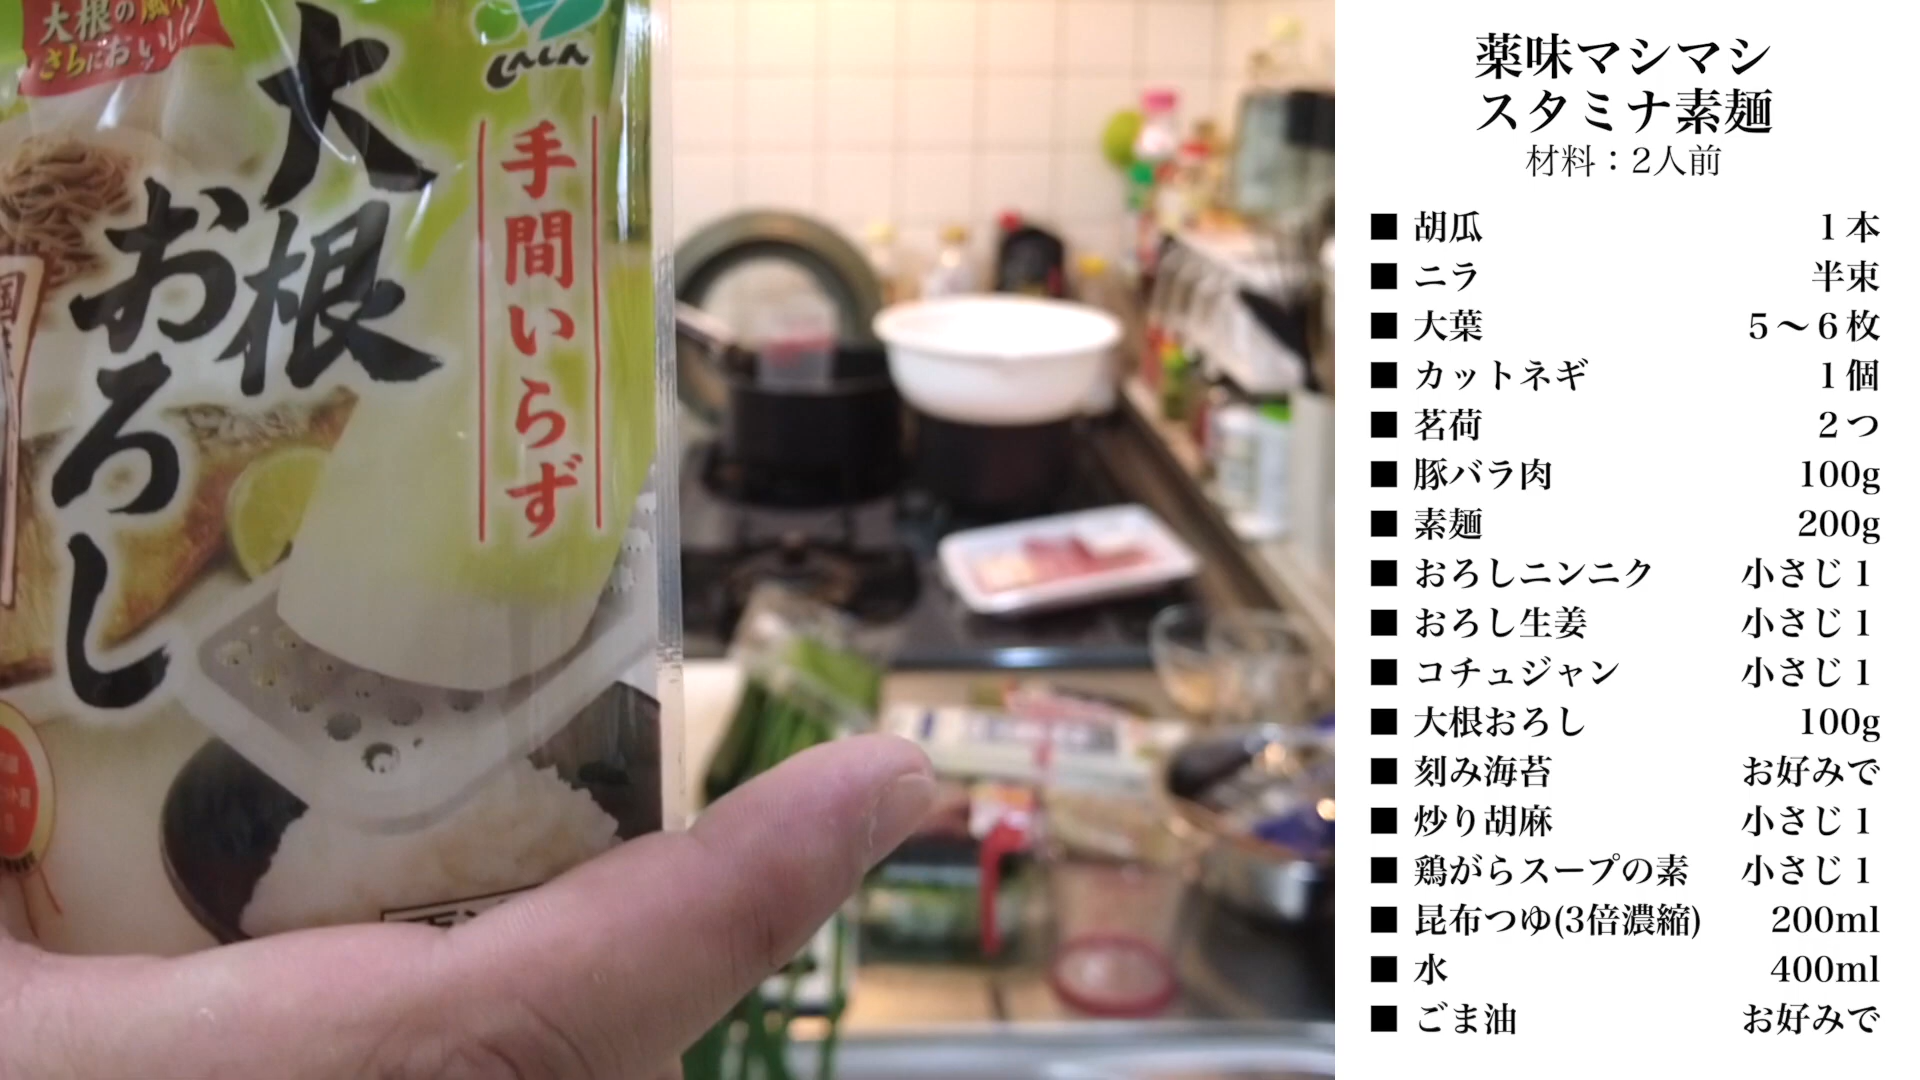 大根の風味
さらにおいしい
しんしん
手間いらず
大根
おろし
国産
薬味マシマシ
スタミナ素麺
材料：2人前
■ 胡瓜 1本
■ ニラ 半束
■ 大葉 5〜6枚
■ カットネギ 1個
■ 茗荷 2つ
■ 豚バラ肉 100g
■ 素麺 200g
■ おろしニンニク 小さじ1
■ おろし生姜 小さじ1
■ コチュジャン 小さじ1
■ 大根おろし 100g
■ 刻み海苔 お好みで
■ 炒り胡麻 小さじ1
■ 鶏がらスープの素 小さじ1
■ 昆布つゆ(3倍濃縮) 200ml
■ 水 400ml
■ ごま油 お好みで